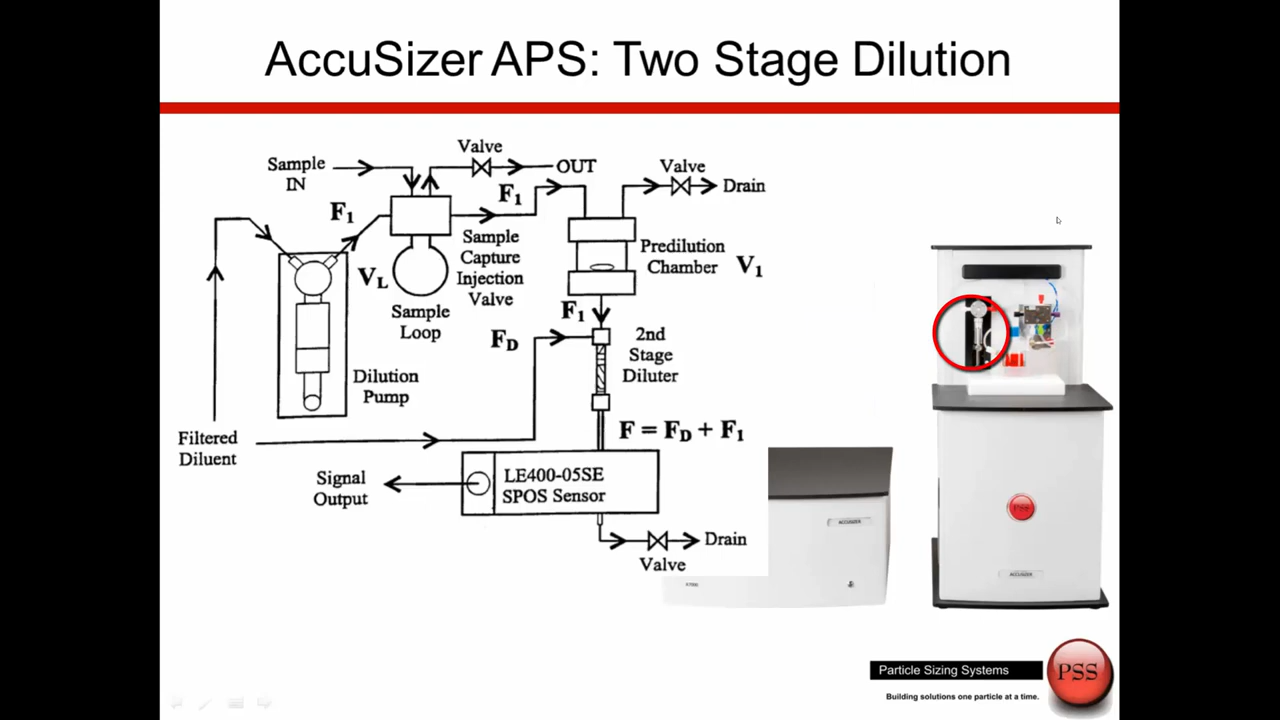 AccuSizer APS: Two Stage Dilution
Valve
Sample
IN
OUT
Valve
Drain
F1
F1
Sample
Capture
Injection
Valve
Predilution
Chamber
V1
VL
Sample
Loop
F1
FD
2nd
Stage
Diluter
Dilution
Pump
F = FD + F1
Filtered
Diluent
Signal
Output
LE400-05SE
SPOS Sensor
Drain
Valve
ACCUSIZER
PSS
ACCUSIZER
Particle Sizing Systems
PSS
Building solutions one particle at a time.